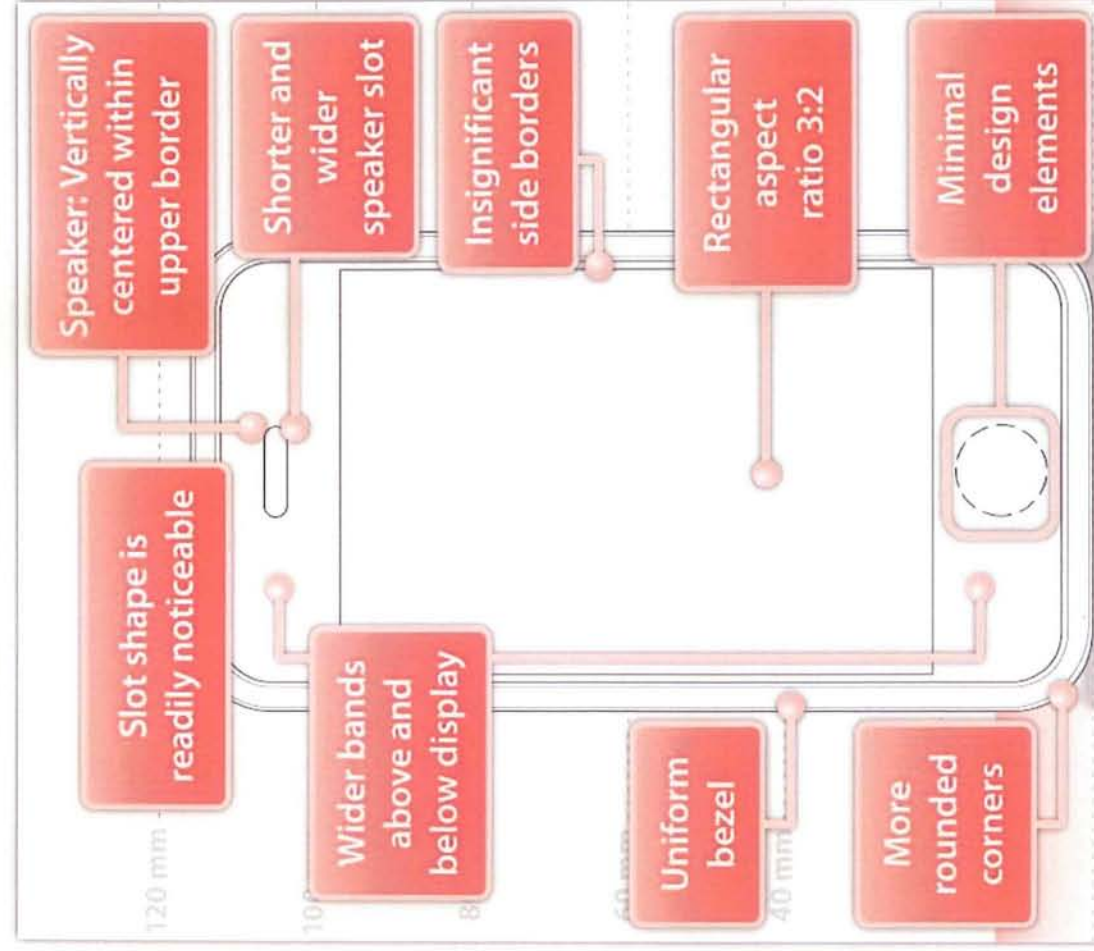 Speaker: Vertically
centered within
upper border
Shorter and
wider
speaker slot
Insignificant
side borders
Rectangular
aspect
ratio 3:2
Minimal
design
elements
Slot shape is
readily noticeable
Wider bands
above and
below display
Uniform
bezel
More
rounded
corners
120 mm
60 mm
40 mm